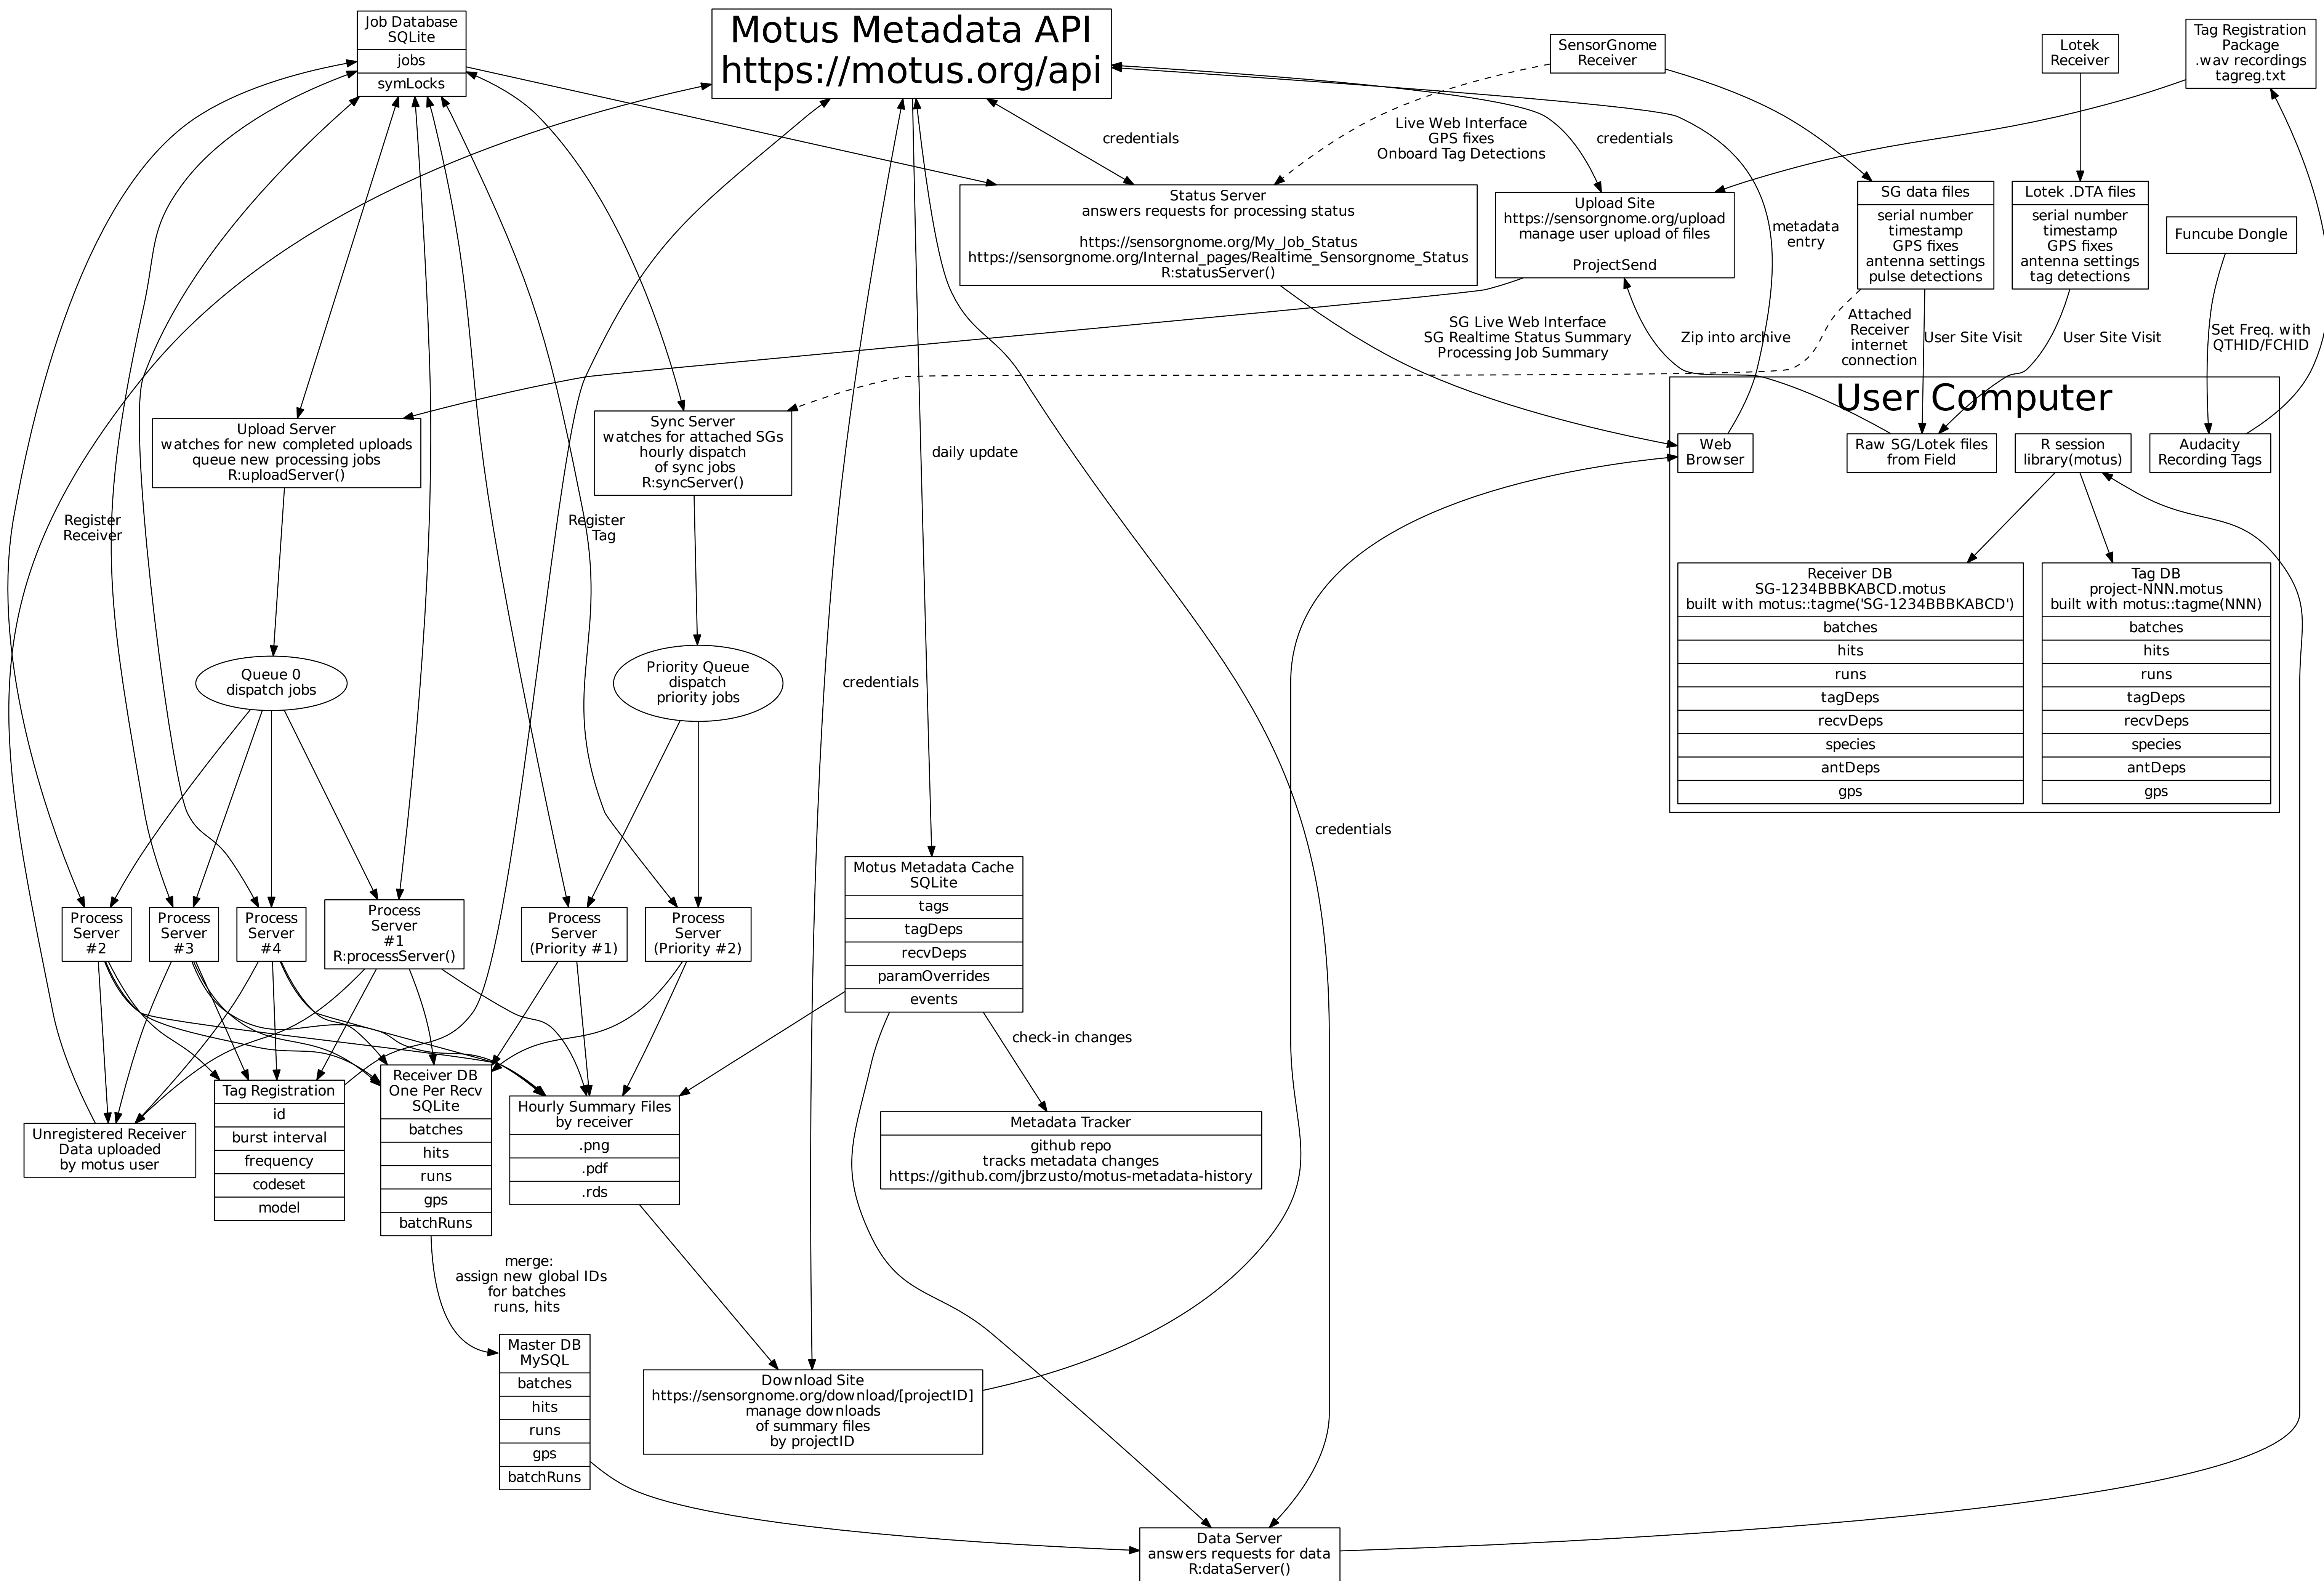 Job Database
SQLite
jobs
symLocks
Motus Metadata API
https://motus.org/api
SensorGnome
Receiver
Lotek
Receiver
Tag Registration
Package
.wav recordings
tagreg.txt
credentials
Live Web Interface
GPS fixes
Onboard Tag Detections
credentials
Status Server
answers requests for processing status
https://sensorgnome.org/My_Job_Status
https://sensorgnome.org/Internal_pages/Realtime_Sensorgnome_Status
R:statusServer()
Upload Site
https://sensorgnome.org/upload
manage user upload of files
ProjectSend
metadata
entry
SG data files
serial number
timestamp
GPS fixes
antenna settings
pulse detections
Lotek .DTA files
serial number
timestamp
GPS fixes
antenna settings
tag detections
Funcube Dongle
SG Live Web Interface
SG Realtime Status Summary
Processing Job Summary
Zip into archive
Attached
Receiver
internet
connection
User Site Visit
User Site Visit
Set Freq. with
QTHID/FCHID
User Computer
Upload Server
watches for new completed uploads
queue new processing jobs
R:uploadServer()
Sync Server
watches for attached SGs
hourly dispatch
of sync jobs
R:syncServer()
daily update
Web
Browser
Raw SG/Lotek files
from Field
R session
library(motus)
Audacity
Recording Tags
Register
Receiver
Register
Tag
Receiver DB
SG-1234BBBKABCD.motus
built with motus::tagme('SG-1234BBBKABCD')
batches
hits
runs
tagDeps
recvDeps
species
antDeps
gps
Tag DB
project-NNN.motus
built with motus::tagme(NNN)
batches
hits
runs
tagDeps
recvDeps
species
antDeps
gps
Queue 0
dispatch jobs
Priority Queue
dispatch
priority jobs
credentials
credentials
Process
Server
#2
Process
Server
#3
Process
Server
#4
Process
Server
#1
R:processServer()
Process
Server
(Priority #1)
Process
Server
(Priority #2)
Motus Metadata Cache
SQLite
tags
tagDeps
recvDeps
paramOverrides
events
check-in changes
Unregistered Receiver
Data uploaded
by motus user
Tag Registration
id
burst interval
frequency
codeset
model
Receiver DB
One Per Recv
SQLite
batches
hits
runs
gps
batchRuns
Hourly Summary Files
by receiver
.png
.pdf
.rds
Metadata Tracker
github repo
tracks metadata changes
https://github.com/jbrzusto/motus-metadata-history
merge:
assign new global IDs
for batches
runs, hits
Master DB
MySQL
batches
hits
runs
gps
batchRuns
Download Site
https://sensorgnome.org/download/[projectID]
manage downloads
of summary files
by projectID
Data Server
answers requests for data
R:dataServer()